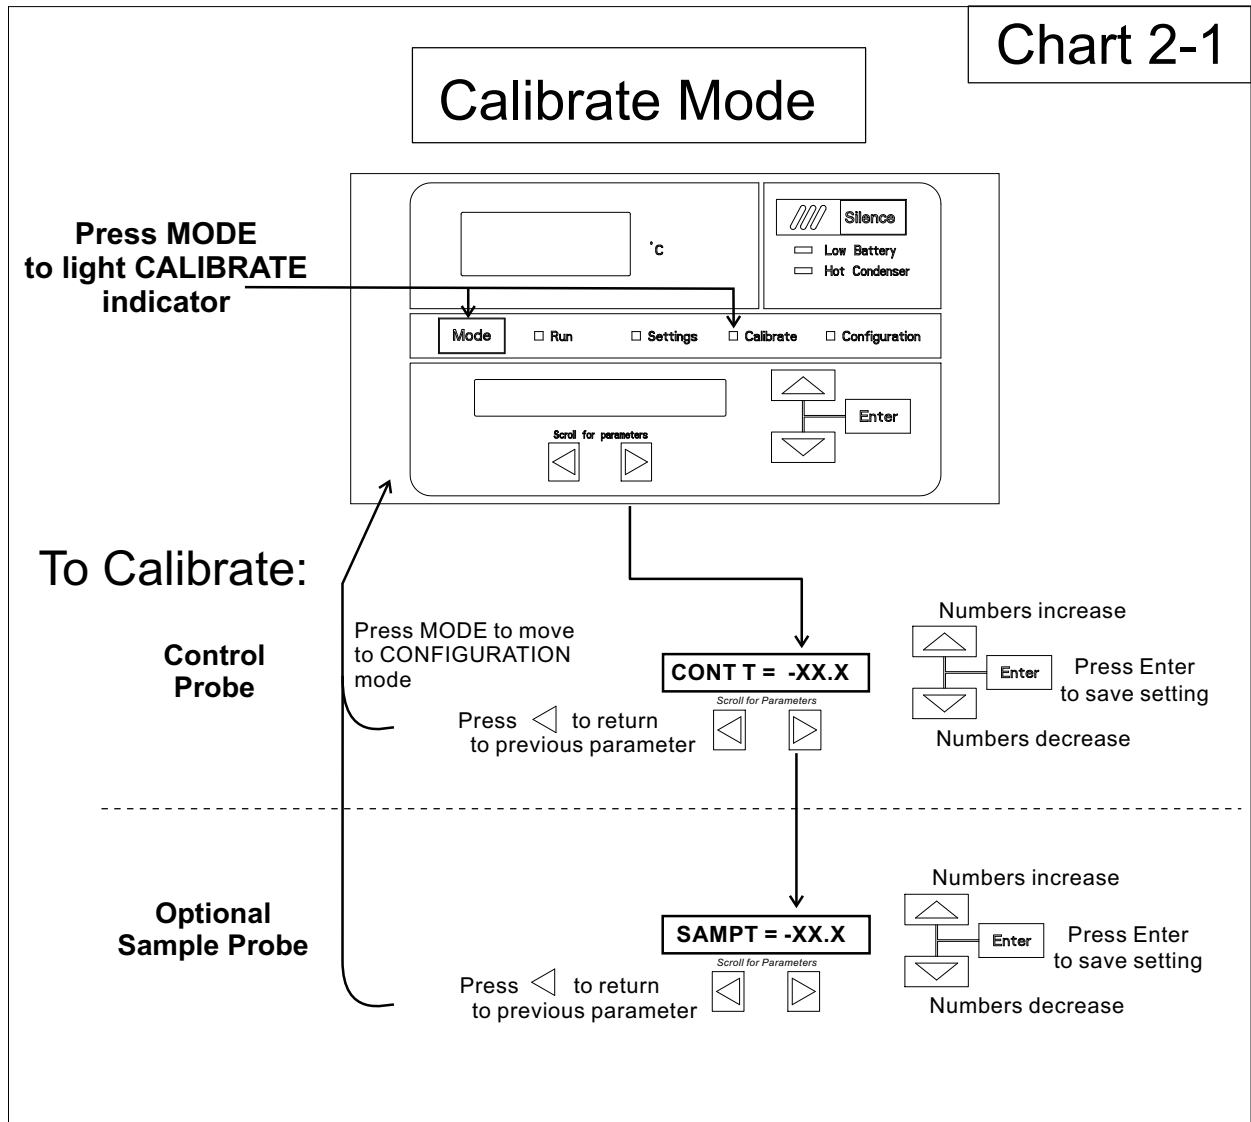 Chart 2-1
Calibrate Mode
Press MODE
to light CALIBRATE
indicator
°C
Silence
Low Battery
Hot Condenser
Mode
Run
Settings
Calibrate
Configuration
Scroll for parameters
Enter
To Calibrate:
Control
Probe
Press MODE to move
to CONFIGURATION
mode
CONT T = -XX.X
Scroll for Parameters
Press to return
to previous parameter
Numbers increase
Enter
Press Enter
to save setting
Numbers decrease
Optional
Sample Probe
SAMPT = -XX.X
Scroll for Parameters
Press to return
to previous parameter
Numbers increase
Enter
Press Enter
to save setting
Numbers decrease